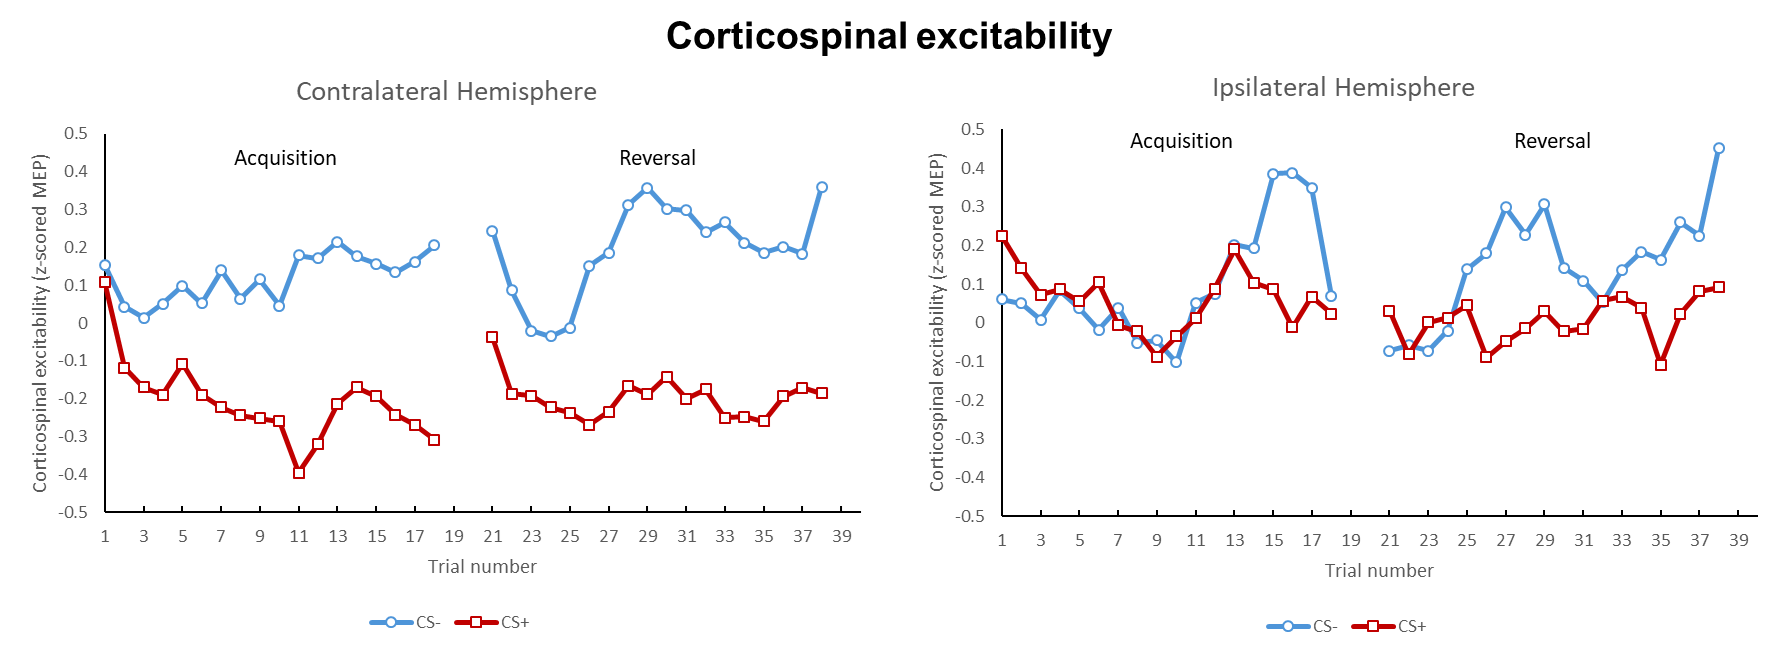 Corticospinal excitability
Contralateral Hemisphere
Acquisition
Reversal
Corticospinal excitability (z-scored MEP)
0.5
0.4
0.3
0.2
0.1
0
-0.1
-0.2
-0.3
-0.4
-0.5
1 3 5 7 9 11 13 15 17 19 21 23 25 27 29 31 33 35 37 39
Trial number
CS- CS+
Ipsilateral Hemisphere
Acquisition
Reversal
Corticospinal excitability (z-scored MEP)
0.5
0.4
0.3
0.2
0.1
0
-0.1
-0.2
-0.3
-0.4
-0.5
1 3 5 7 9 11 13 15 17 19 21 23 25 27 29 31 33 35 37 39
Trial number
CS- CS+